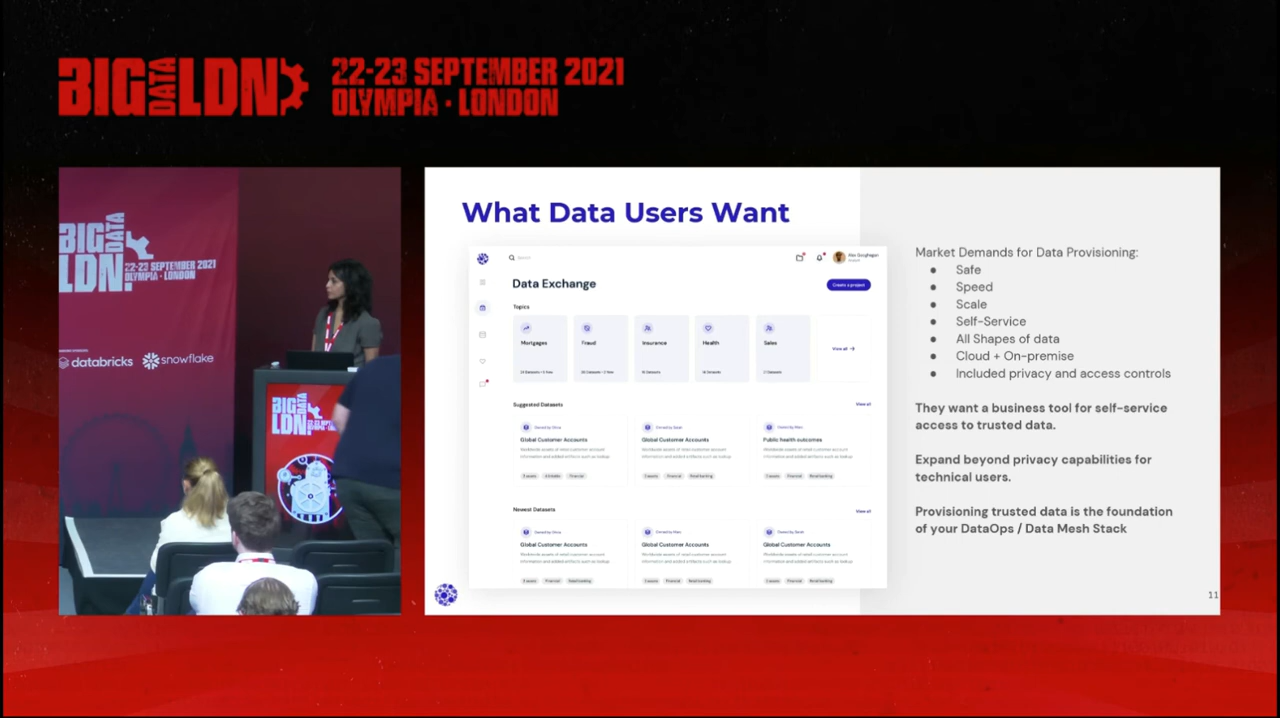 BIG DATA LDN
22-23 SEPTEMBER 2021
OLYMPIA · LONDON
BIG DATA
LDN.
22-23 SEPTEMBER 2021
OLYMPIA · LONDON
databricks
snowflake
BIG DATA
LDN
What Data Users Want
Search
Data Exchange
Create a project
Topics
Mortgages
Fraud
Insurance
Health
Sales
View all
Suggested Datasets
View all
Global Customer Accounts
Global Customer Accounts
Public health outcomes
Newest Datasets
View all
Global Customer Accounts
Global Customer Accounts
Global Customer Accounts
Market Demands for Data Provisioning:
● Safe
● Speed
● Scale
● Self-Service
● All Shapes of data
● Cloud + On-premise
● Included privacy and access controls
They want a business tool for self-service
access to trusted data.
Expand beyond privacy capabilities for
technical users.
Provisioning trusted data is the foundation
of your DataOps / Data Mesh Stack
11